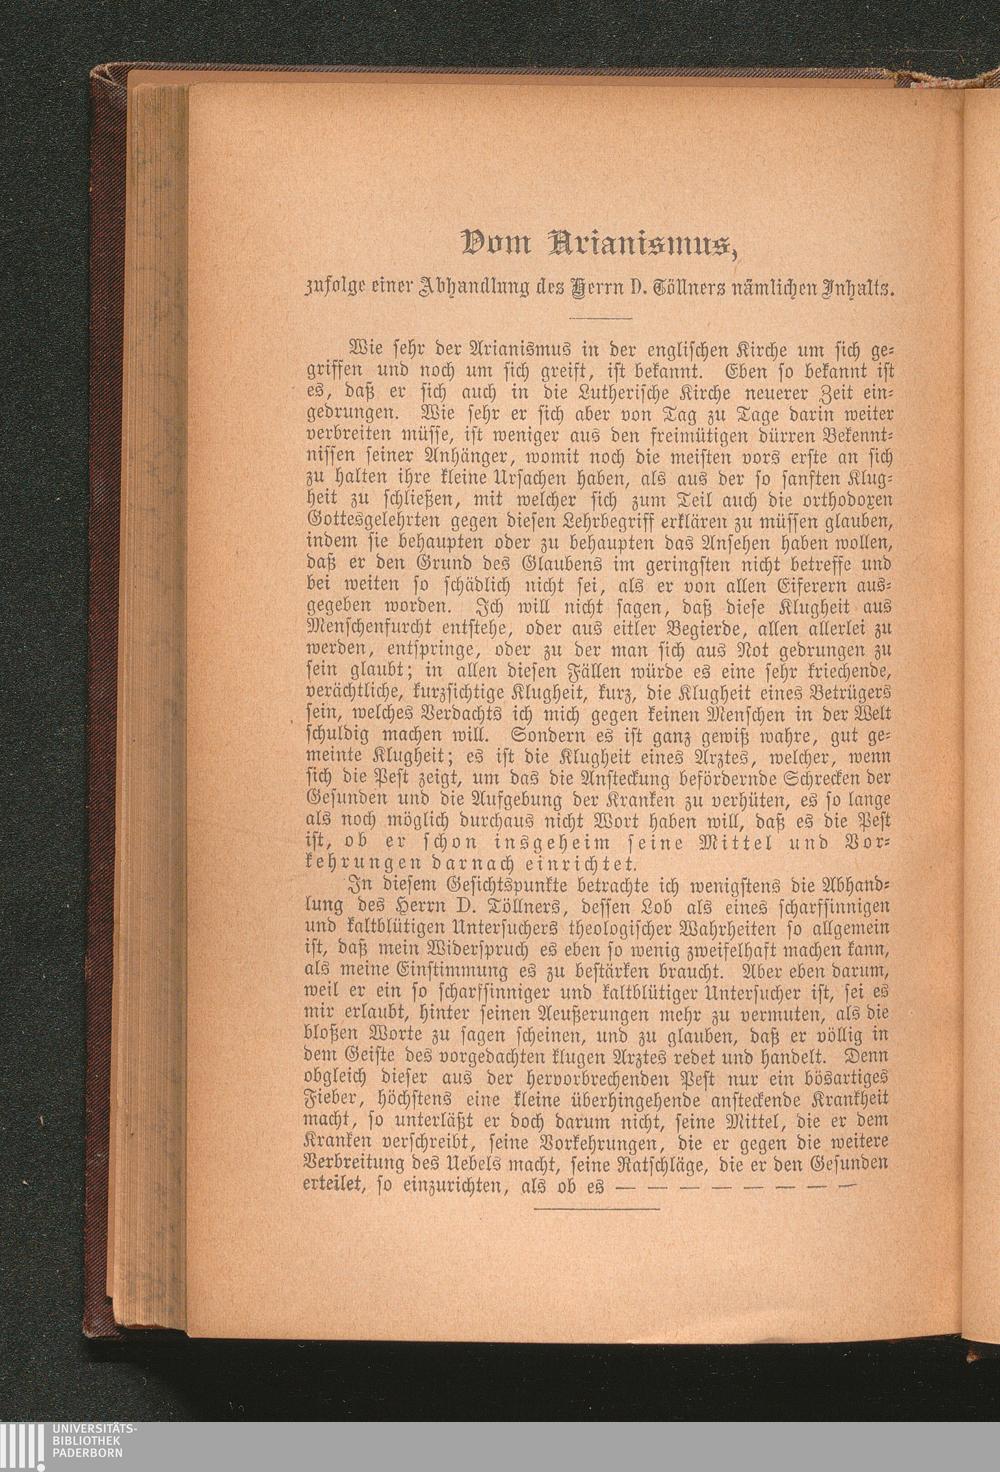 Vom Arianismus,
zufolge einer Abhandlung des Herrn D. Töllners nämlichen Inhalts.
Wie sehr der Arianismus in der englischen Kirche um sich ge-
griffen und noch um sich greift, ist bekannt. Eben so bekannt ist
es, daß er sich auch in die Lutherische Kirche neuerer Zeit ein-
gedrungen. Wie sehr er sich aber von Tag zu Tage darin weiter
verbreiten müsse, ist weniger aus den freimütigen dürren Bekennt-
nissen seiner Anhänger, womit noch die meisten vors erste an sich
zu halten ihre kleine Ursachen haben, als aus der so sanften Klug-
heit zu schließen, mit welcher sich zum Teil auch die orthodoxen
Gottesgelehrten gegen diesen Lehrbegriff erklären zu müssen glauben,
indem sie behaupten oder zu behaupten das Ansehen haben wollen,
daß er den Grund des Glaubens im geringsten nicht betreffe und
bei weiten so schädlich nicht sei, als er von allen Eiferern aus-
gegeben worden. Ich will nicht sagen, daß diese Klugheit aus
Menschenfurcht entstehe, oder aus eitler Begierde, allen allerlei zu
werden, entspringe, oder zu der man sich aus Not gedrungen zu
sein glaubt; in allen diesen Fällen würde es eine sehr kriechende,
verächtliche, kurzsichtige Klugheit, kurz, die Klugheit eines Betrügers
sein, welches Verdachts ich mich gegen keinen Menschen in der Welt
schuldig machen will. Sondern es ist ganz gewiß wahre, gut ge-
meinte Klugheit; es ist die Klugheit eines Arztes, welcher, wenn
sich die Pest zeigt, um das die Ansteckung befördernde Schrecken der
Gesunden und die Aufgebung der Kranken zu verhüten, es so lange
als noch möglich durchaus nicht Wort haben will, daß es die Pest
ist, ob er schon insgeheim seine Mittel und Vor-
kehrungen darnach einrichtet.
In diesem Gesichtspunkte betrachte ich wenigstens die Abhand-
lung des Herrn D. Töllners, dessen Lob als eines scharfsinnigen
und kaltblütigen Untersuchers theologischer Wahrheiten so allgemein
ist, daß mein Widerspruch es eben so wenig zweifelhaft machen kann,
als meine Einstimmung es zu bestärken braucht. Aber eben darum,
weil er ein so scharfsinniger und kaltblütiger Untersucher ist, sei es
mir erlaubt, hinter seinen Aeußerungen mehr zu vermuten, als die
bloßen Worte zu sagen scheinen, und zu glauben, daß er völlig in
dem Geiste des vorgedachten klugen Arztes redet und handelt. Denn
obgleich dieser aus der hervorbrechenden Pest nur ein bösartiges
Fieber, höchstens eine kleine überhingehende ansteckende Krankheit
macht, so unterläßt er doch darum nicht, seine Mittel, die er dem
Kranken verschreibt, seine Vorkehrungen, die er gegen die weitere
Verbreitung des Uebels macht, seine Ratschläge, die er den Gesunden
erteilet, so einzurichten, als ob es — — — — — — — —
UNIVERSITÄTS-
BIBLIOTHEK
PADERBORN